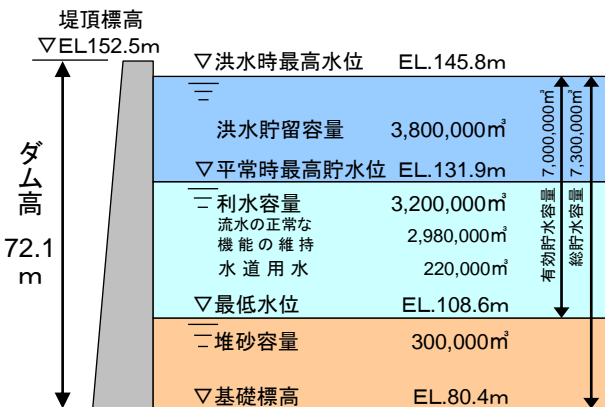 堤頂標高
▽EL152.5m
▽洪水時最高水位 EL.145.8m
洪水貯留容量 3,800,000㎥
▽平常時最高貯水位 EL.131.9m
利水容量 3,200,000㎥
流水の正常な
機能の維持 2,980,000㎥
水道用水 220,000㎥
▽最低水位 EL.108.6m
堆砂容量 300,000㎥
▽基礎標高 EL.80.4m
ダム高
72.1
m
有効貯水容量 7,000,000㎥
総貯水容量 7,300,000㎥